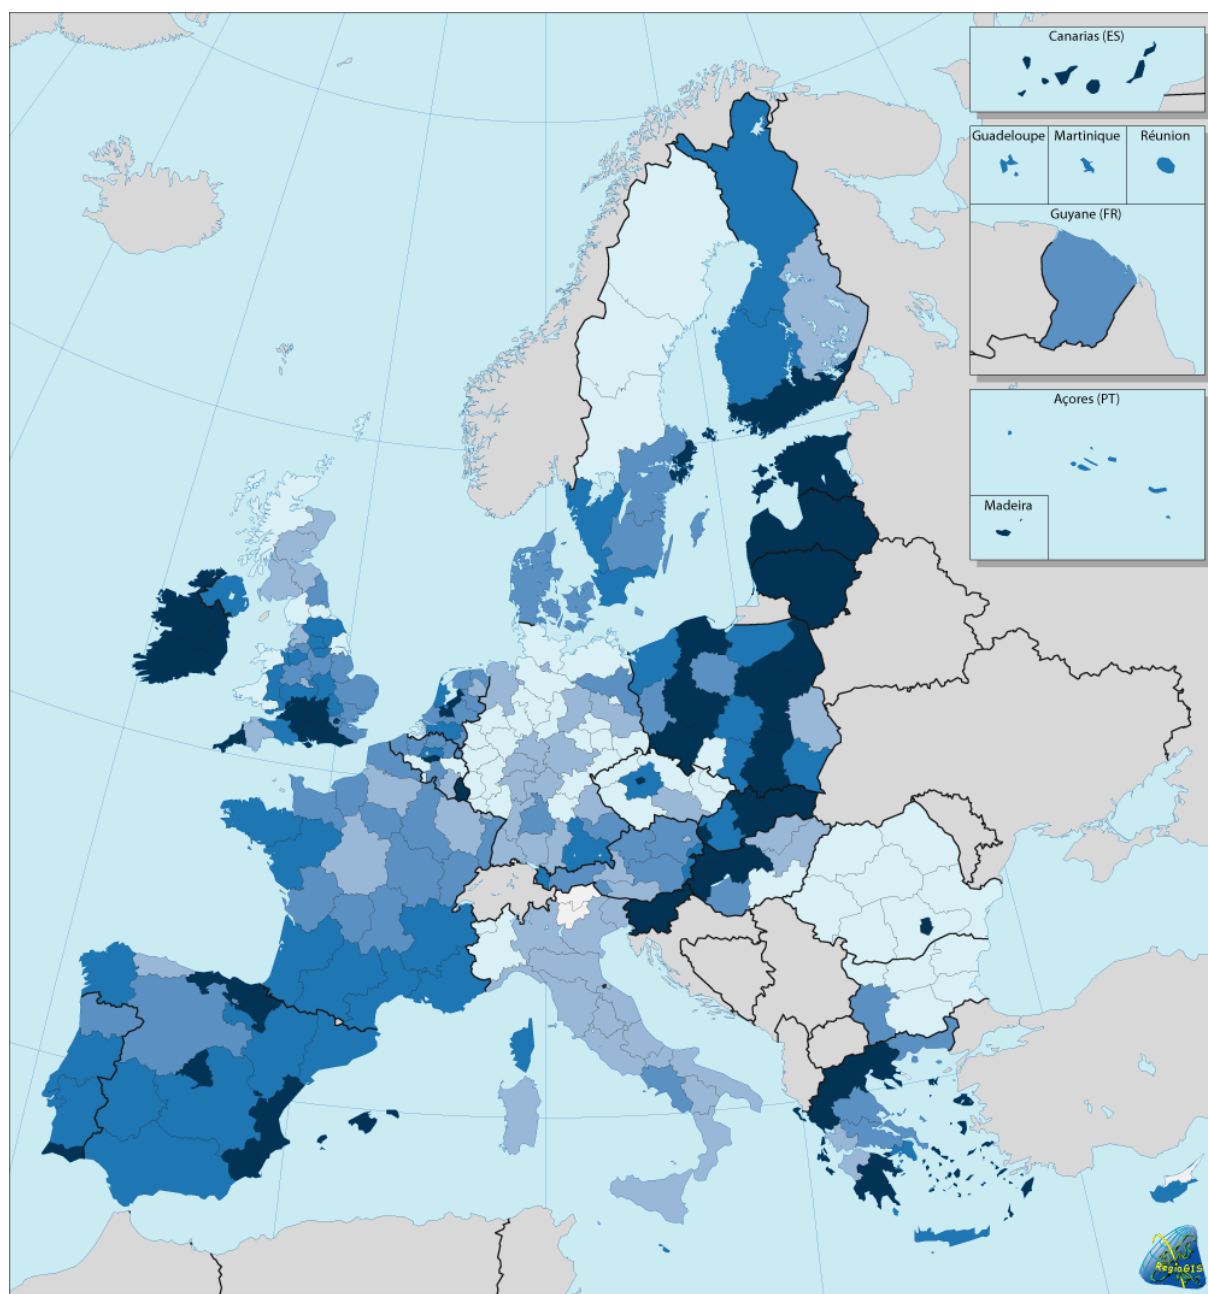 Canarias (ES)
Guadeloupe
Martinique
Réunion
Guyane (FR)
Açores (PT)
Madeira
RegioGIS